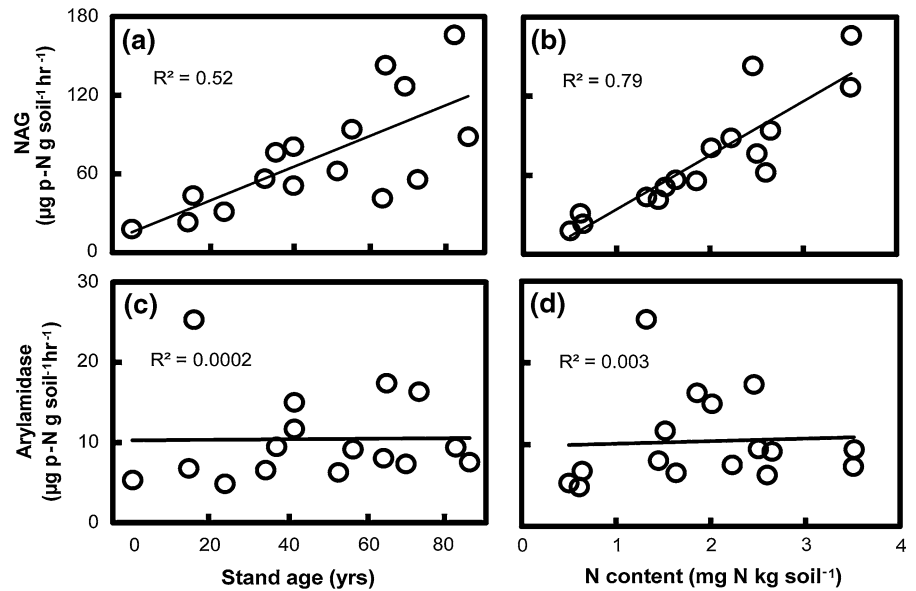 180
(a)
(b)
R² = 0.52
R² = 0.79
120
NAG
(µg p-N g soil⁻¹ hr⁻¹)
60
0
30
(c)
(d)
R² = 0.0002
R² = 0.003
20
Arylamidase
(µg p–N g soil⁻¹hr⁻¹)
10
0
0 20 40 60 80
0 1 2 3 4
Stand age (yrs)
N content (mg N kg soil⁻¹)